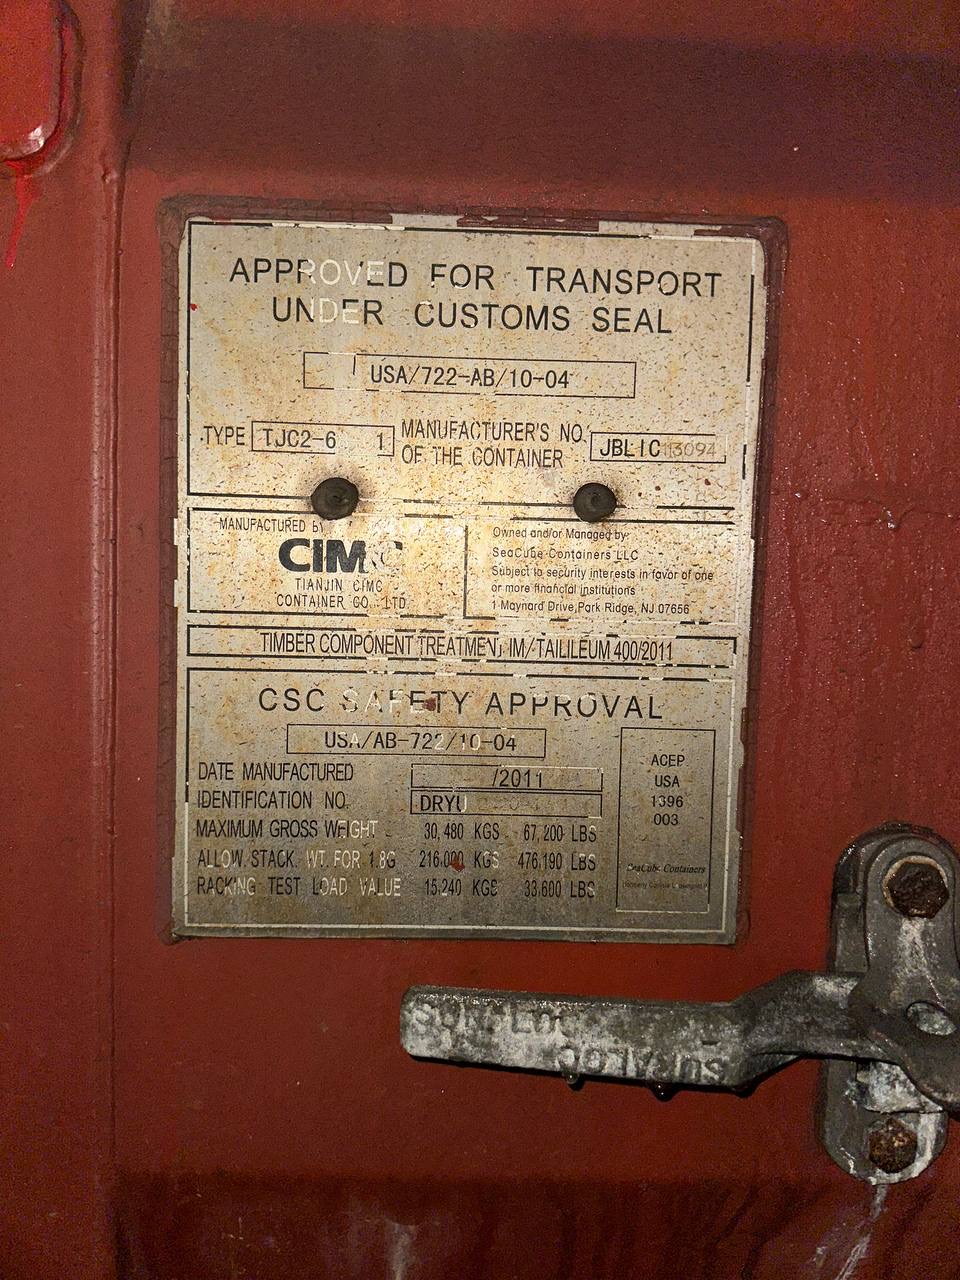 APPROVED FOR TRANSPORT
UNDER CUSTOMS SEAL
USA/722-AB/10-04
TYPE TJC2-6 1 MANUFACTURER'S NO. OF THE CONTAINER JBLIC113094
MANUFACTURED BY
CIMC
TIANJIN CIMC
CONTAINER CO., LTD
Owned and/or Managed by:
SeaCube Containers LLC
Subject to security interests in favor of one
or more financial institutions
1 Maynard Drive,Park Ridge, NJ 07656
TIMBER COMPONENT TREATMENT IM/TAILILEUM 400/2011
CSC SAFETY APPROVAL
USA/AB-722/10-04
DATE MANUFACTURED /2011
IDENTIFICATION NO. DRYU
MAXIMUM GROSS WEIGHT 30,480 KGS 67,200 LBS
ALLOW. STACK. WT. FOR 1.8G 216,000 KGS 476,190 LBS
RACKING TEST LOAD VALUE 15,240 KGS 33,600 LBS
ACEP
USA
1396
003
SeaCube Containers